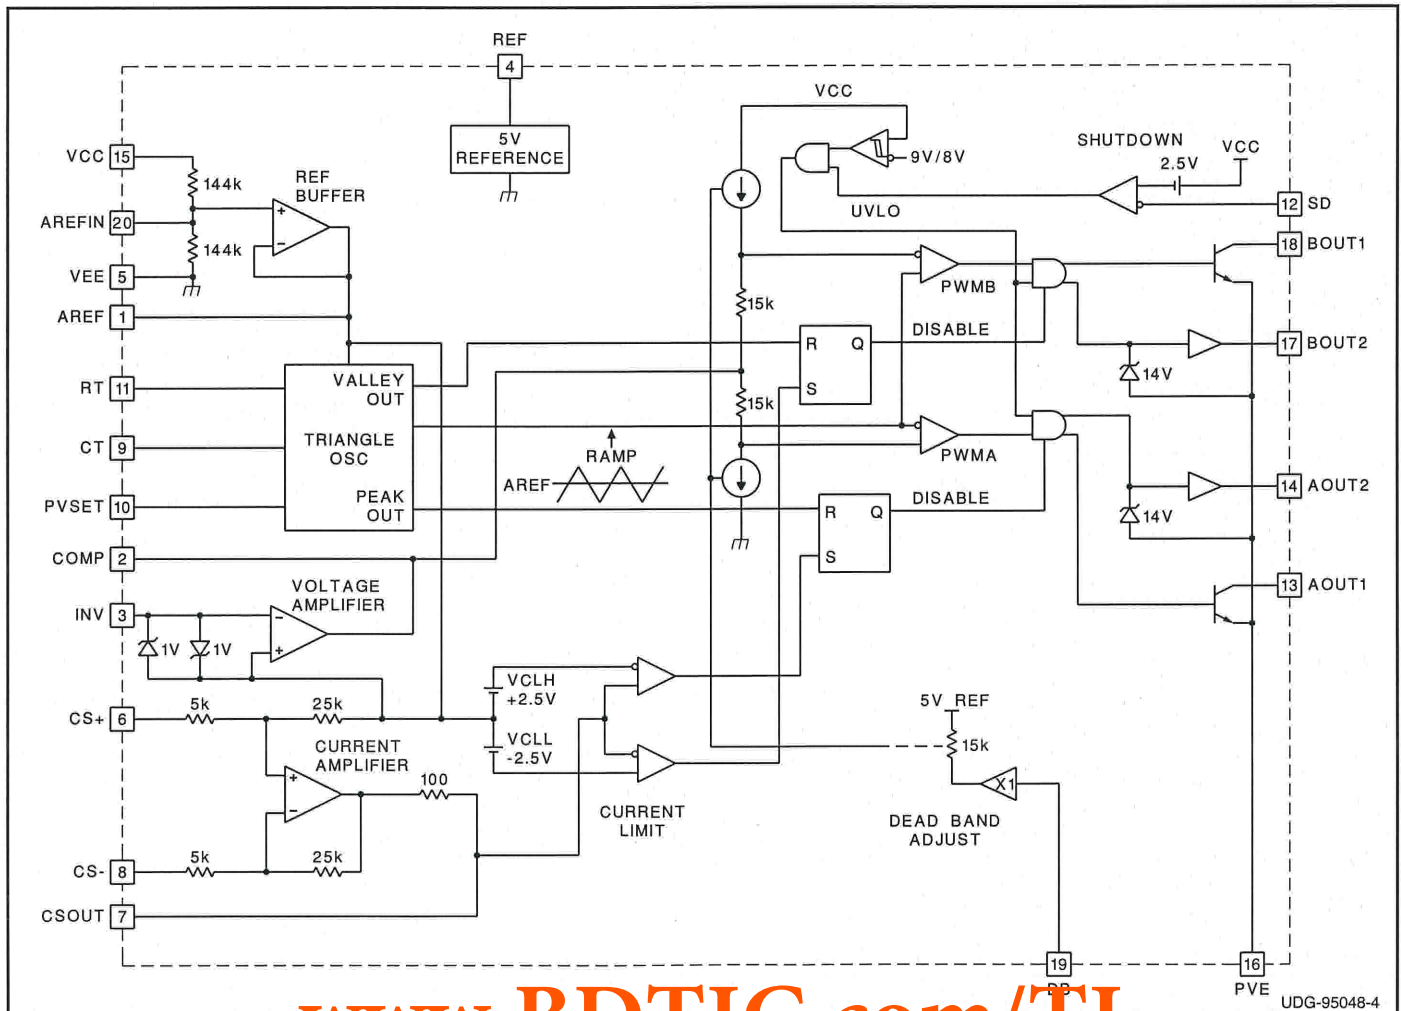 REF
4
5V
REFERENCE
VCC 15
144k
REF
BUFFER
+
-
AREFIN 20
144k
VEE 5
AREF 1
RT 11
CT 9
PVSET 10
VALLEY
OUT
TRIANGLE
OSC
PEAK
OUT
COMP 2
INV 3
VOLTAGE
AMPLIFIER
-
+
1V
1V
CS+ 6
5k
25k
CURRENT
AMPLIFIER
+
-
100
CS- 8
5k
25k
CSOUT 7
VCLH
+2.5V
VCLL
-2.5V
CURRENT
LIMIT
RAMP
AREF
VCC
9V/8V
UVLO
SHUTDOWN
2.5V
VCC
12 SD
18 BOUT1
PWMB
15k
DISABLE
R Q
S
17 BOUT2
14V
15k
PWMA
DISABLE
R Q
S
14 AOUT2
14V
13 AOUT1
5V REF
15k
X1
DEAD BAND
ADJUST
19
DB
16
PVE
www.BDTIC.com/TI
UDG-95048-4